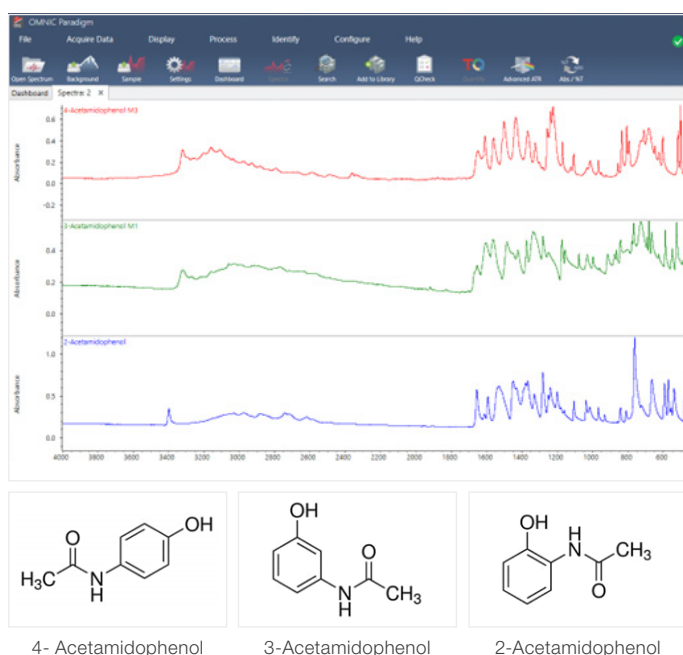 OMNIC Paradigm
File Acquire Data Display Process Identify Configure Help
Open Spectrum Background Sample Settings Dashboard Search Add to Library QCheck Advanced ATR Abs / %T
Dashboard Spectra: 2 X
4-Acetamidophenol M3
Absorbance
0.6
0.4
0.2
0.0
-0.2
3-Acetamidophenol M1
Absorbance
0.4
0.2
0.0
2-Acetamidophenol
Absorbance
1.0
0.5
0.0
4000 3800 3600 3400 3200 3000 2800 2600 2400 2200 2000 1800 1600 1400 1200 1000 800 600
O
OH
H₃C
N
H
OH
O
N
H
CH₃
OH
H
N
CH₃
O
4- Acetamidophenol
3-Acetamidophenol
2-Acetamidophenol